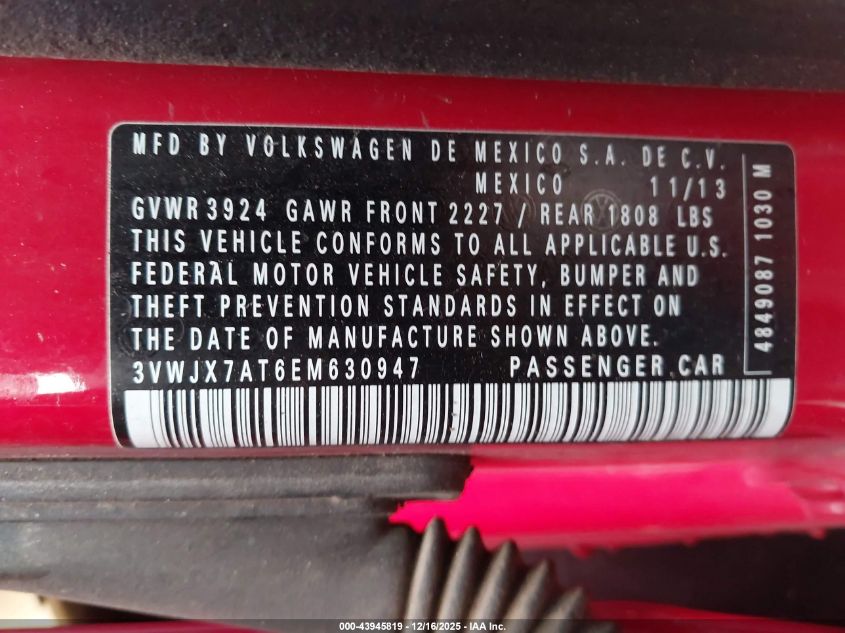 MFD BY VOLKSWAGEN DE MEXICO S.A. DE C.V.
MEXICO 11/13
GVWR 3924 GAWR FRONT 2227 / REAR 1808 LBS
THIS VEHICLE CONFORMS TO ALL APPLICABLE U.S.
FEDERAL MOTOR VEHICLE SAFETY, BUMPER AND
THEFT PREVENTION STANDARDS IN EFFECT ON
THE DATE OF MANUFACTURE SHOWN ABOVE.
3VWJX7AT6EM630947 PASSENGER.CAR
4849087 1030 M
000-43945819 - 12/16/2025 - IAA Inc.